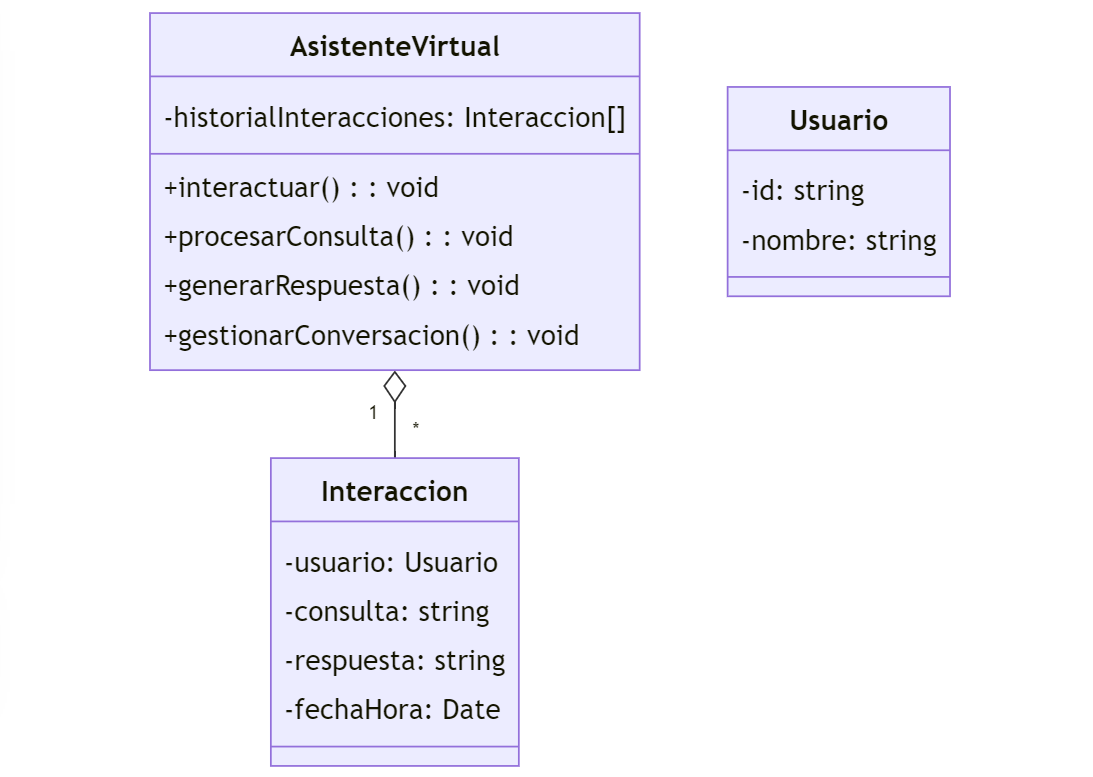 AsistenteVirtual
-historialInteracciones: Interaccion[]
+interactuar() : : void
+procesarConsulta() : : void
+generarRespuesta() : : void
+gestionarConversacion() : : void
Usuario
-id: string
-nombre: string
1
*
Interaccion
-usuario: Usuario
-consulta: string
-respuesta: string
-fechaHora: Date